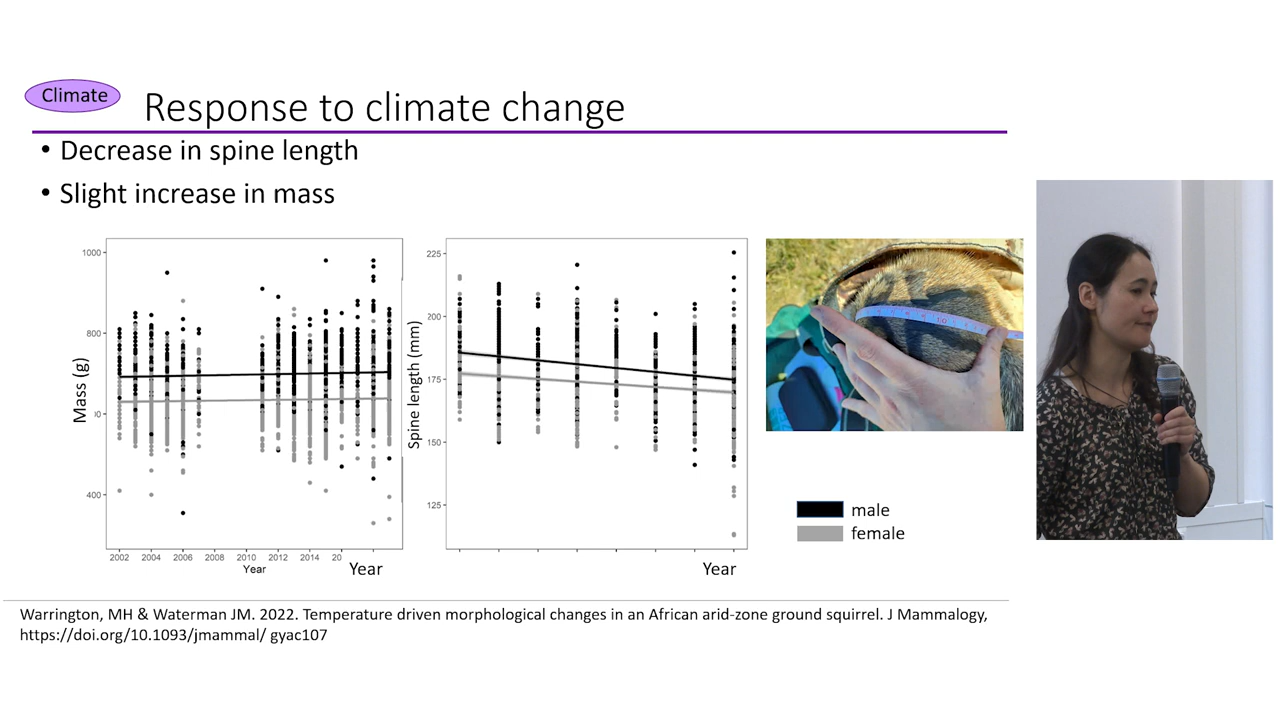 Climate
Response to climate change
• Decrease in spine length
• Slight increase in mass
1000
800
400
Mass (g)
2002 2004 2006 2008 2010 2012 2014 20
Year
Year
225
200
175
150
125
Spine length (mm)
Year
10
male
female
Warrington, MH & Waterman JM. 2022. Temperature driven morphological changes in an African arid-zone ground squirrel. J Mammalogy,
https://doi.org/10.1093/jmammal/ gyac107